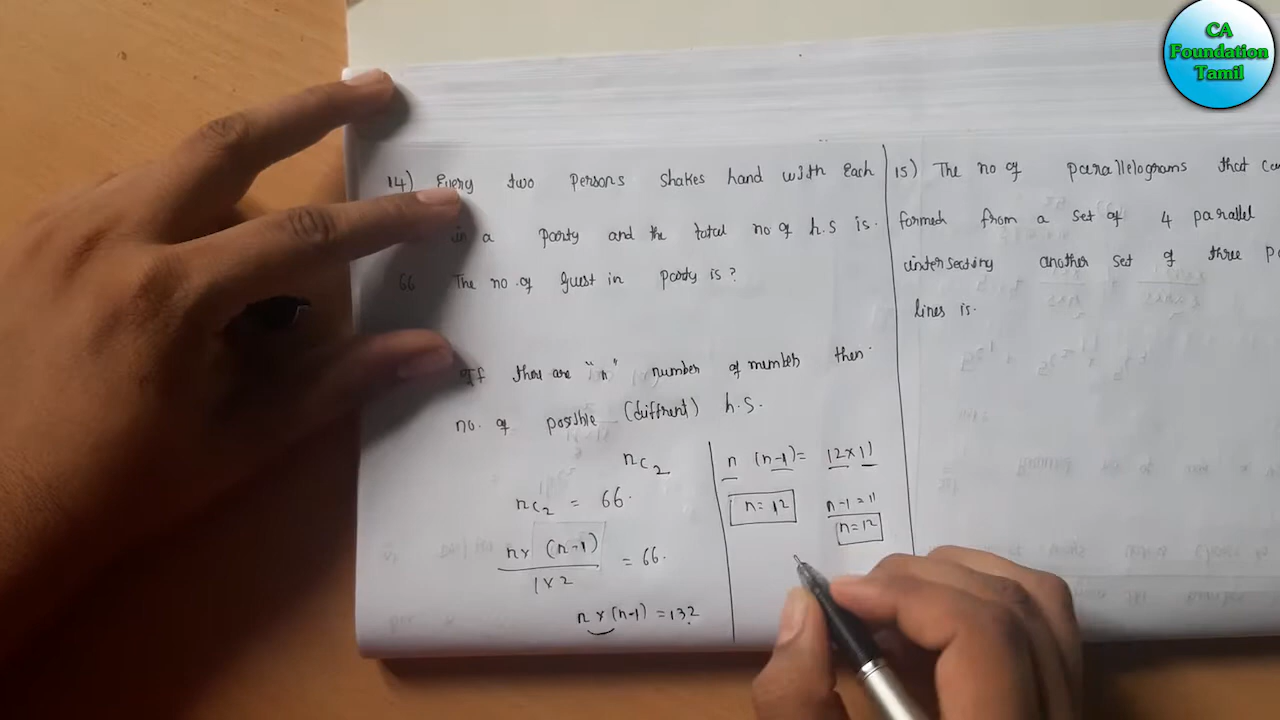 CA
Foundation
Tamil
14) Every two persons shakes hand with Each
in a party and the total no of h.s is.
66 The no. of guest in party is?
If there are "n" number of member then
no. of possible (diffrent) h.s.
nC2
nC2 = 66.
n× (n-1)
1×2
= 66.
n×(n-1) = 132
n (n-1)= 12×11
n=12
n-1=11
n=12
15) The no of parallelograms that
formed from a set of 4 parallel
intersecting another set of three
lines is.